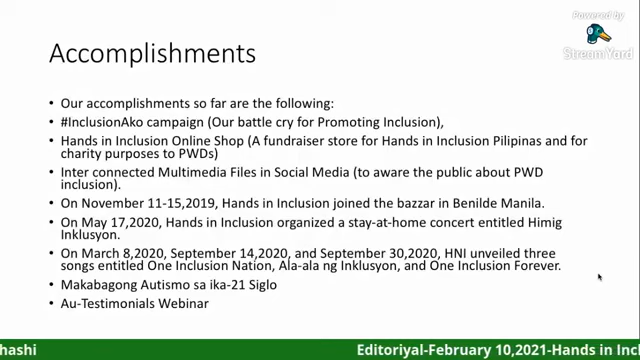 Powered by
StreamYard
Accomplishments
• Our accomplishments so far are the following:
• #InclusionAko campaign (Our battle cry for Promoting Inclusion),
• Hands in Inclusion Online Shop (A fundraiser store for Hands in Inclusion Pilipinas and for
charity purposes to PWDs)
• Inter connected Multimedia Files in Social Media (to aware the public about PWD
inclusion).
• On November 11-15,2019, Hands in Inclusion joined the bazzar in Benilde Manila.
• On May 17,2020, Hands in Inclusion organized a stay-at-home concert entitled Himig
Inklusyon.
• On March 8,2020, September 14,2020, and September 30,2020, HNI unveiled three
songs entitled One Inclusion Nation, Ala-ala ng Inklusyon, and One Inclusion Forever.
• Makabagong Autismo sa ika-21 Siglo
• Au-Testimonials Webinar
hashi Editoriyal-February 10,2021-Hands in Incl